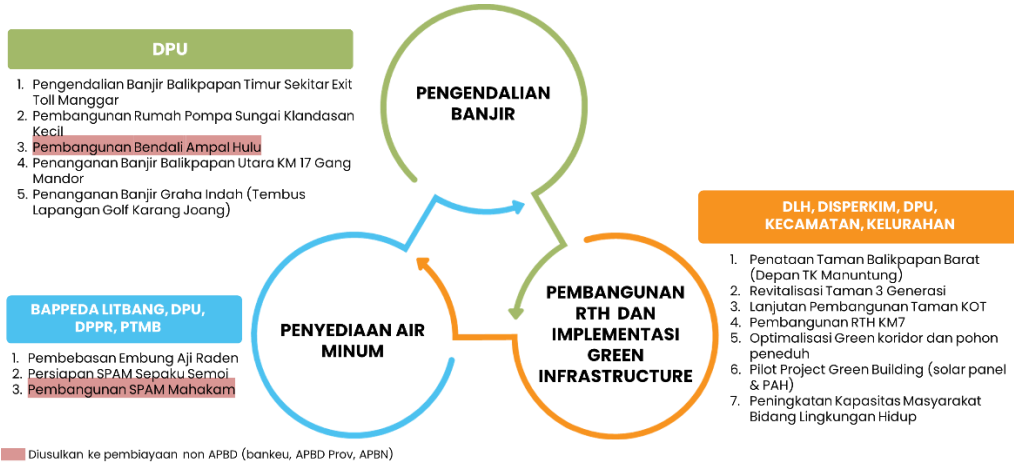 DPU
1. Pengendalian Banjir Balikpapan Timur Sekitar Exit
Toll Manggar
2. Pembangunan Rumah Pompa Sungai Klandasan
Kecil
3. Pembangunan Bendali Ampal Hulu
4. Penanganan Banjir Balikpapan Utara KM 17 Gang
Mandor
5. Penanganan Banjir Graha Indah (Tembus
Lapangan Golf Karang Joang)
PENGENDALIAN
BANJIR
DLH, DISPERKIM, DPU,
KECAMATAN, KELURAHAN
1. Penataan Taman Balikpapan Barat
(Depan TK Manuntung)
2. Revitalisasi Taman 3 Generasi
3. Lanjutan Pembangunan Taman KOT
4. Pembangunan RTH KM7
5. Optimalisasi Green koridor dan pohon
peneduh
6. Pilot Project Green Building (solar panel
& PAH)
7. Peningkatan Kapasitas Masyarakat
Bidang Lingkungan Hidup
BAPPEDA LITBANG, DPU,
DPPR, PTMB
1. Pembebasan Embung Aji Raden
2. Persiapan SPAM Sepaku Semoi
3. Pembangunan SPAM Mahakam
PENYEDIAAN AIR
MINUM
PEMBANGUNAN
RTH DAN
IMPLEMENTASI
GREEN
INFRASTRUCTURE
Diusulkan ke pembiayaan non APBD (bankeu, APBD Prov, APBN)